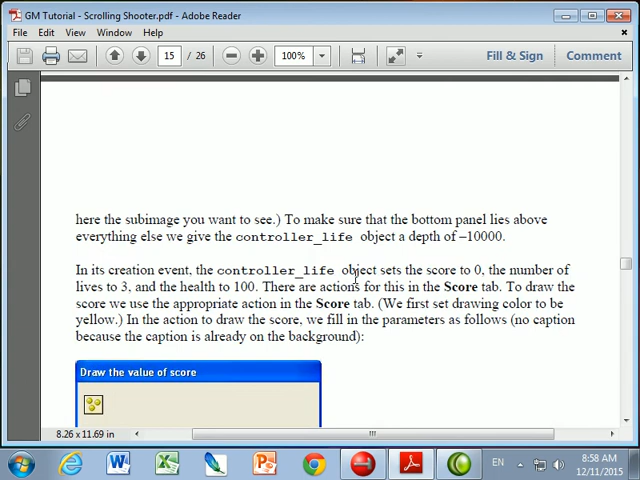 GM Tutorial - Scrolling Shooter.pdf - Adobe Reader
File Edit View Window Help
15 / 26 100% Fill & Sign Comment
here the subimage you want to see.) To make sure that the bottom panel lies above
everything else we give the controller_life object a depth of –10000.
In its creation event, the controller_life object sets the score to 0, the number of
lives to 3, and the health to 100. There are actions for this in the Score tab. To draw the
score we use the appropriate action in the Score tab. (We first set drawing color to be
yellow.) In the action to draw the score, we fill in the parameters as follows (no caption
because the caption is already on the background):
Draw the value of score
8.26 x 11.69 in
EN 8:58 AM
12/11/2015